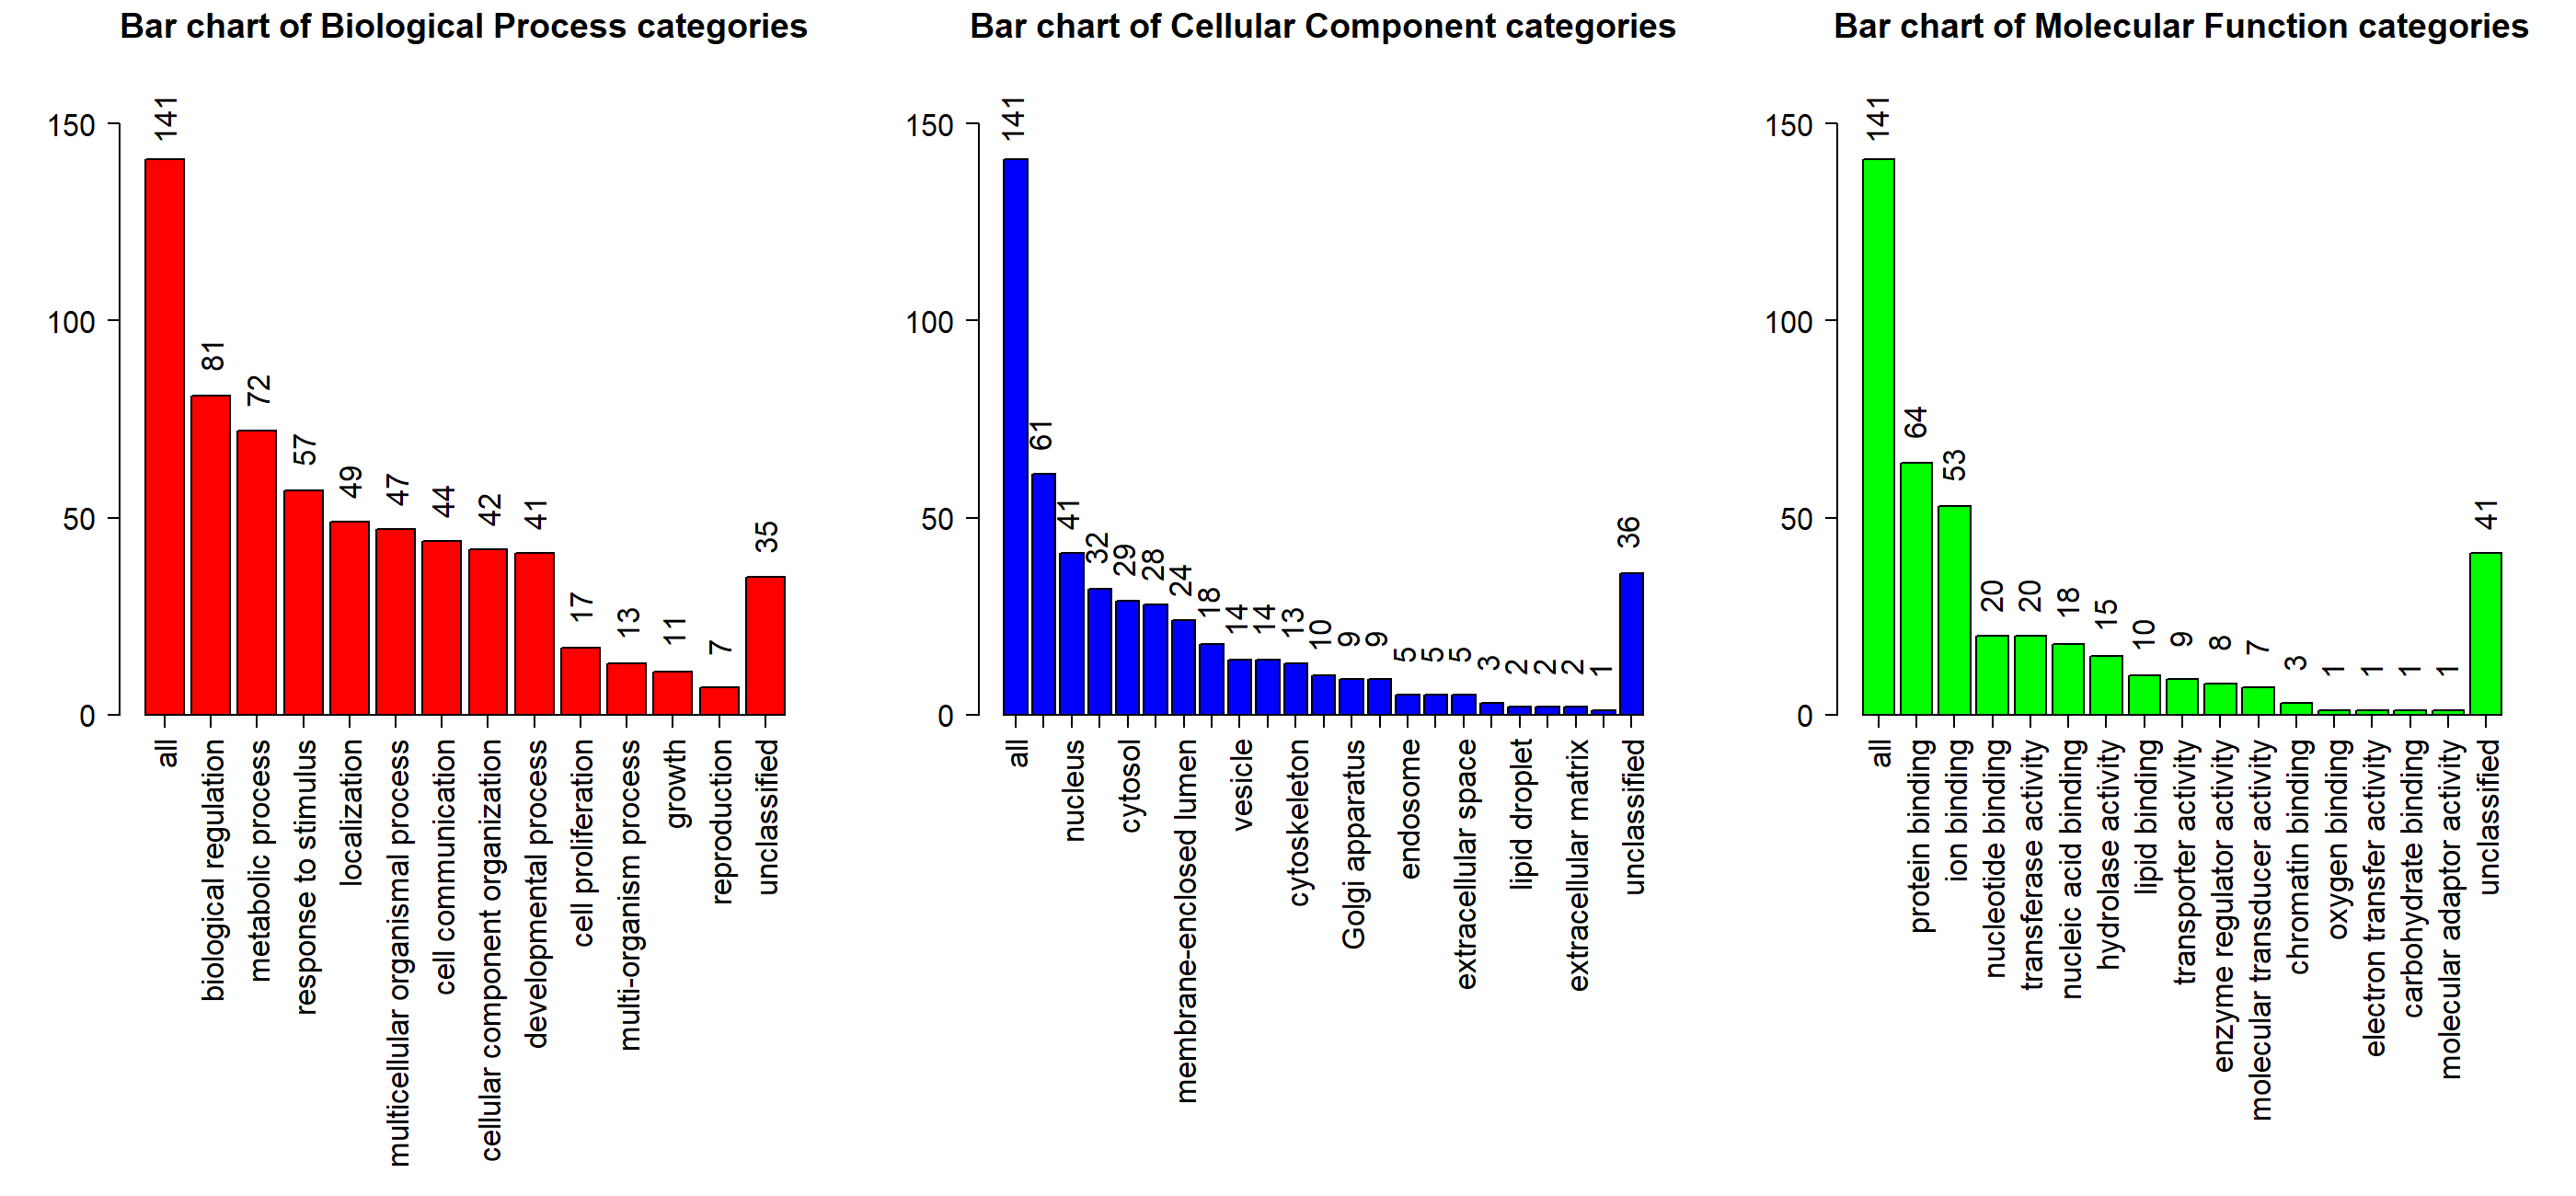 Bar chart of Biological Process categories
150
100
50
0
141
81
72
57
49
47
44
42
41
17
13
11
7
35
all
biological regulation
metabolic process
response to stimulus
localization
multicellular organismal process
cell communication
cellular component organization
developmental process
cell proliferation
multi-organism process
growth
reproduction
unclassified
Bar chart of Cellular Component categories
150
100
50
0
141
61
41
32
29
28
24
18
14
14
13
10
9
9
5
5
5
3
2
2
2
1
36
all
nucleus
cytosol
membrane-enclosed lumen
vesicle
cytoskeleton
Golgi apparatus
endosome
extracellular space
lipid droplet
extracellular matrix
unclassified
Bar chart of Molecular Function categories
150
100
50
0
141
64
53
20
20
18
15
10
9
8
7
3
1
1
1
1
41
all
protein binding
ion binding
nucleotide binding
transferase activity
nucleic acid binding
hydrolase activity
lipid binding
transporter activity
enzyme regulator activity
molecular transducer activity
chromatin binding
oxygen binding
electron transfer activity
carbohydrate binding
molecular adaptor activity
unclassified